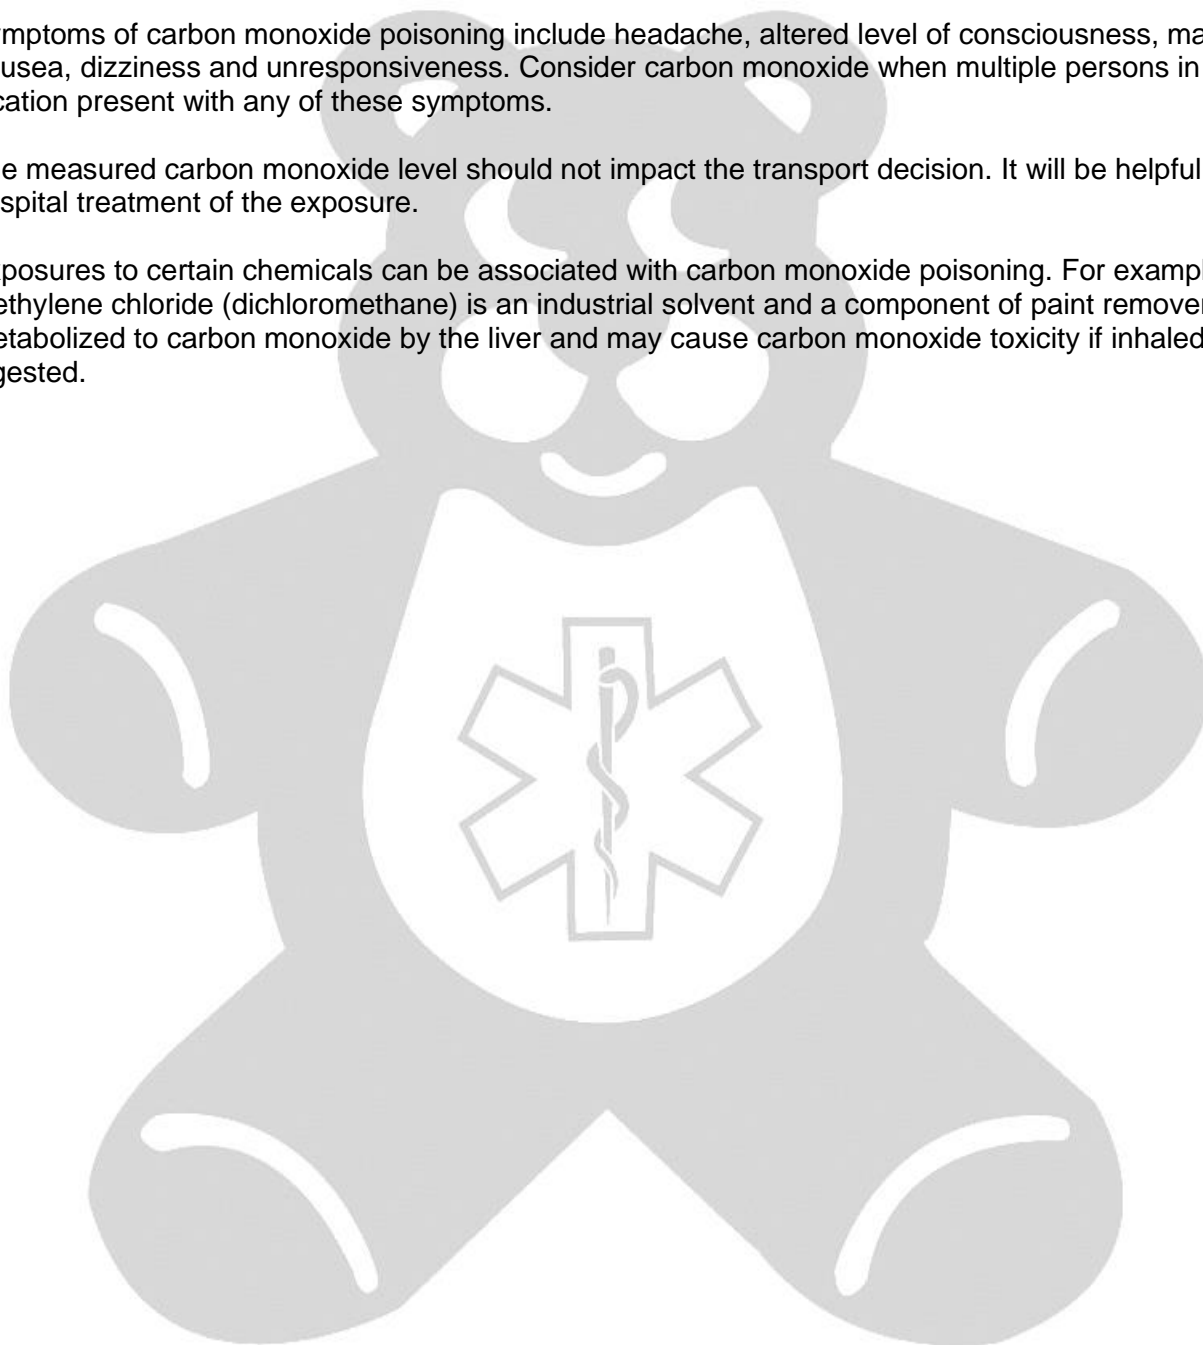 mptoms of carbon monoxide poisoning include headache, altered level of consciousness, ma
usea, dizziness and unresponsiveness. Consider carbon monoxide when multiple persons in
cation present with any of these symptoms.
e measured carbon monoxide level should not impact the transport decision. It will be helpful
spital treatment of the exposure.
posures to certain chemicals can be associated with carbon monoxide poisoning. For exampl
ethylene chloride (dichloromethane) is an industrial solvent and a component of paint remover
etabolized to carbon monoxide by the liver and may cause carbon monoxide toxicity if inhaled
gested.